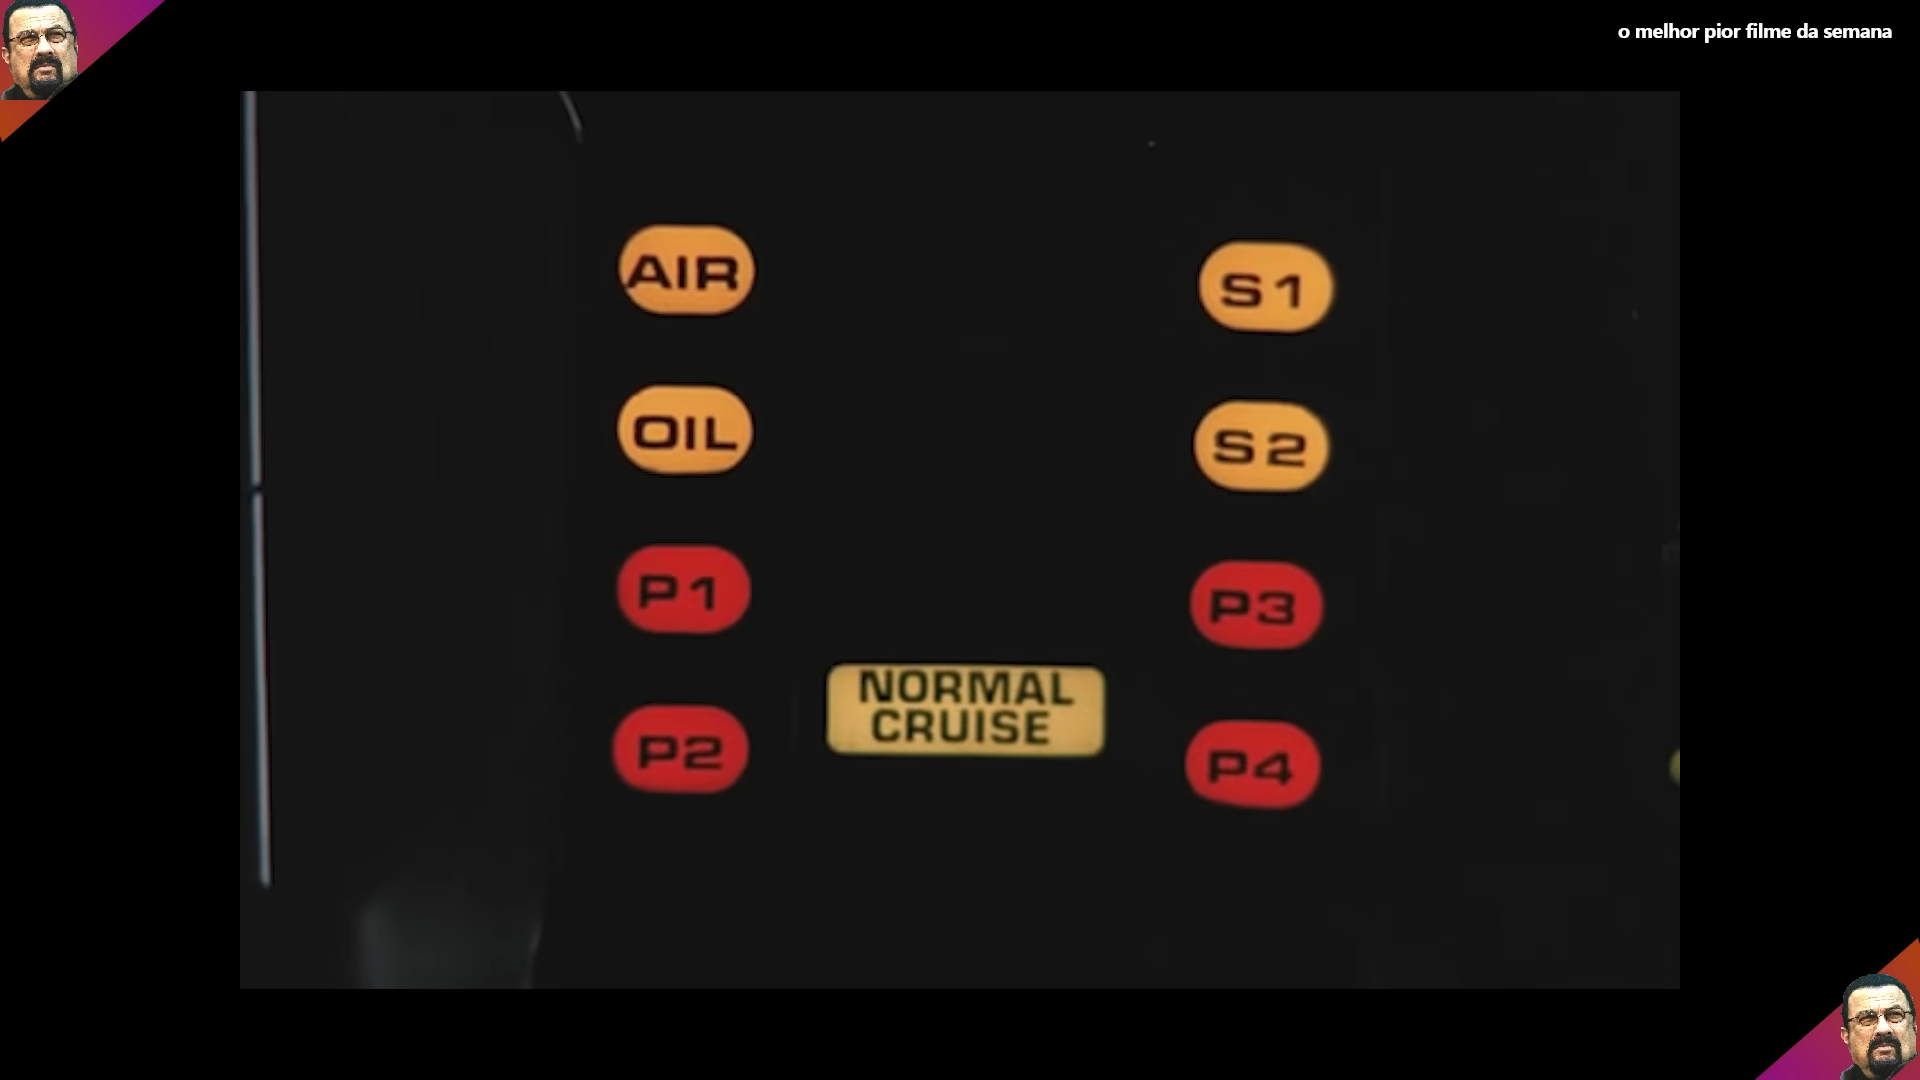 o melhor pior filme da semana
AIR
S1
OIL
S2
P1
P3
NORMAL
CRUISE
P2
P4